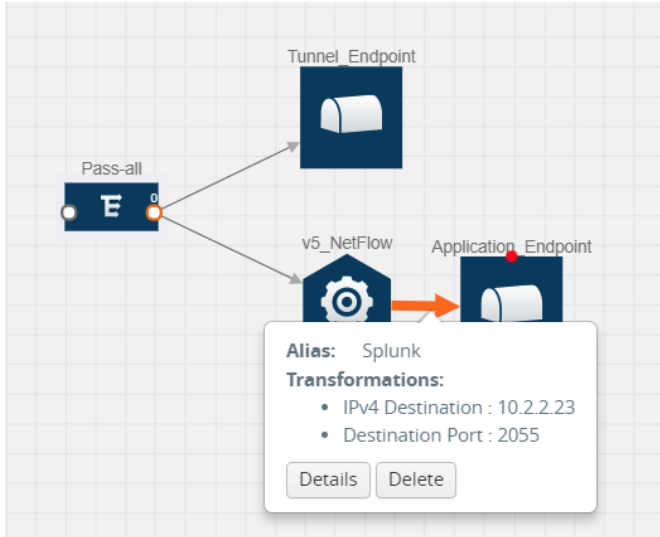 Tunnel_Endpoint
Pass-all
0
v5_NetFlow
Application_Endpoint
Alias: Splunk
Transformations:
• IPv4 Destination : 10.2.2.23
• Destination Port : 2055
Details Delete